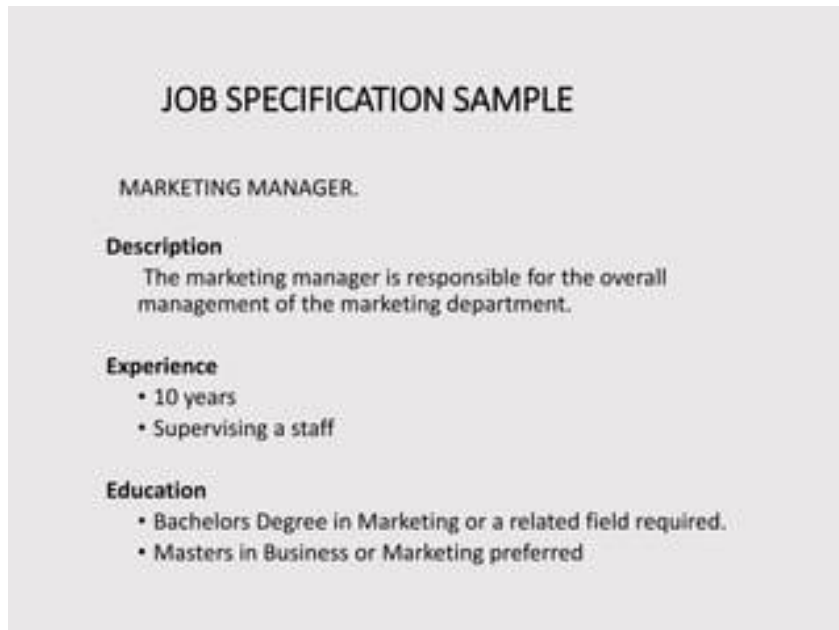 JOB SPECIFICATION SAMPLE
MARKETING MANAGER.
Description
The marketing manager is responsible for the overall
management of the marketing department.
Experience
• 10 years
• Supervising a staff
Education
• Bachelors Degree in Marketing or a related field required.
• Masters in Business or Marketing preferred